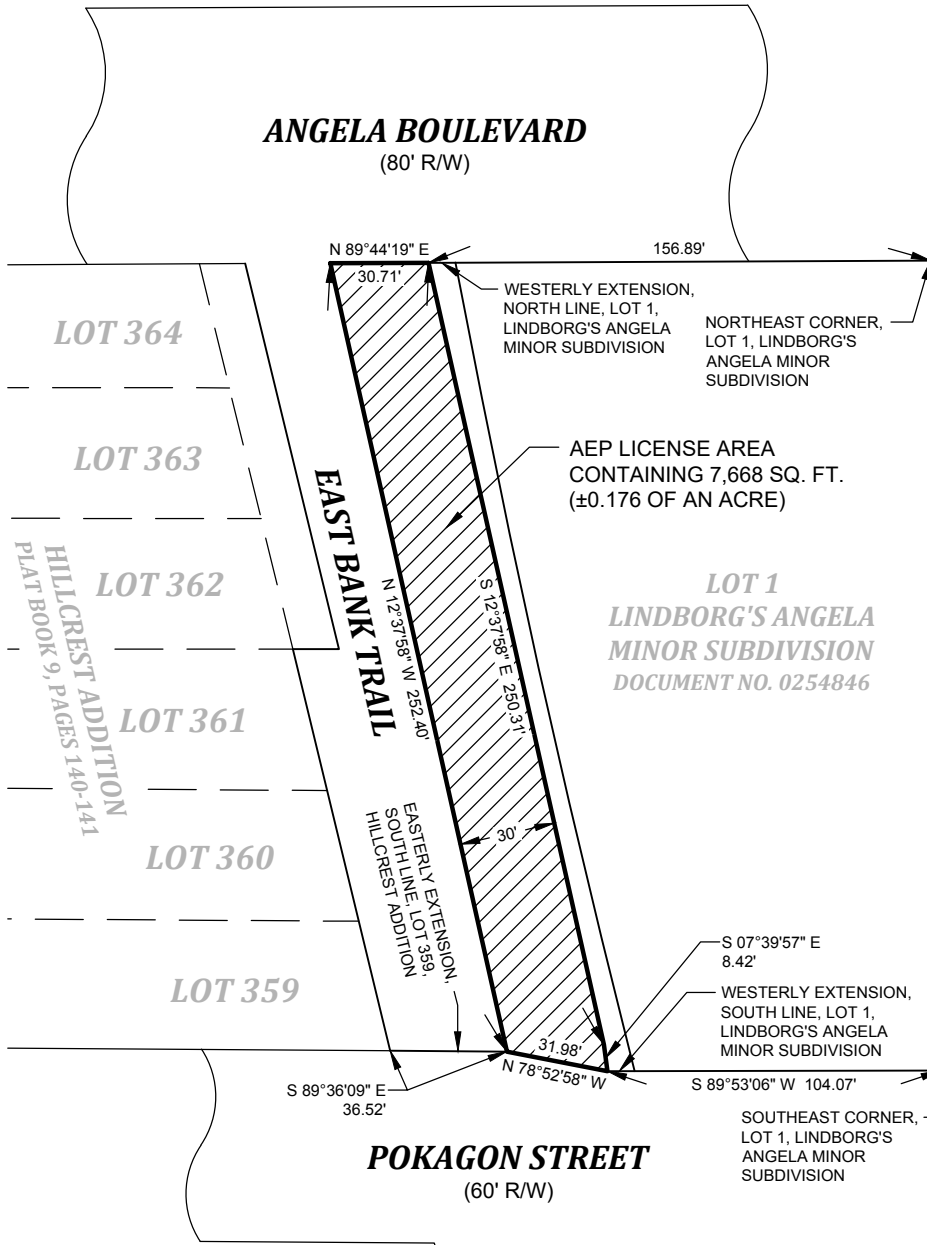 ANGELA BOULEVARD
(80' R/W)
N 89°44'19" E
30.71'
156.89'
WESTERLY EXTENSION,
NORTH LINE, LOT 1,
LINDBORG'S ANGELA
MINOR SUBDIVISION
NORTHEAST CORNER,
LOT 1, LINDBORG'S
ANGELA MINOR
SUBDIVISION
LOT 364
LOT 363
LOT 362
LOT 361
LOT 360
LOT 359
HILLCREST ADDITION
PLAT BOOK 9, PAGES 140-141
EAST BANK TRAIL
N 12°37'58" W 252.40'
S 12°37'58" E 250.31'
AEP LICENSE AREA
CONTAINING 7,668 SQ. FT.
(±0.176 OF AN ACRE)
LOT 1
LINDBORG'S ANGELA
MINOR SUBDIVISION
DOCUMENT NO. 0254846
30'
EASTERLY EXTENSION,
SOUTH LINE, LOT 359,
HILLCREST ADDITION
S 07°39'57" E
8.42'
WESTERLY EXTENSION,
SOUTH LINE, LOT 1,
LINDBORG'S ANGELA
MINOR SUBDIVISION
31.98'
N 78°52'58" W
S 89°36'09" E
36.52'
S 89°53'06" W 104.07'
SOUTHEAST CORNER,
LOT 1, LINDBORG'S
ANGELA MINOR
SUBDIVISION
POKAGON STREET
(60' R/W)